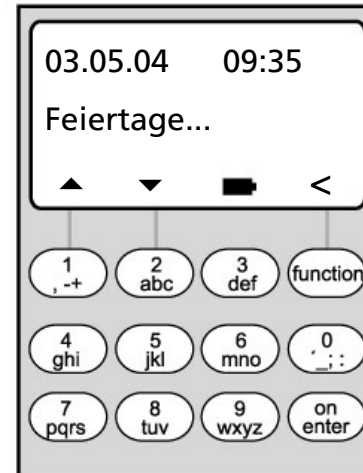 03.05.04 09:35
Feiertage...
<
1 2 3 function
, -+ abc def
4 5 6 0
ghi jkl mno ´_; :
7 8 9 on
pqrs tuv wxyz enter